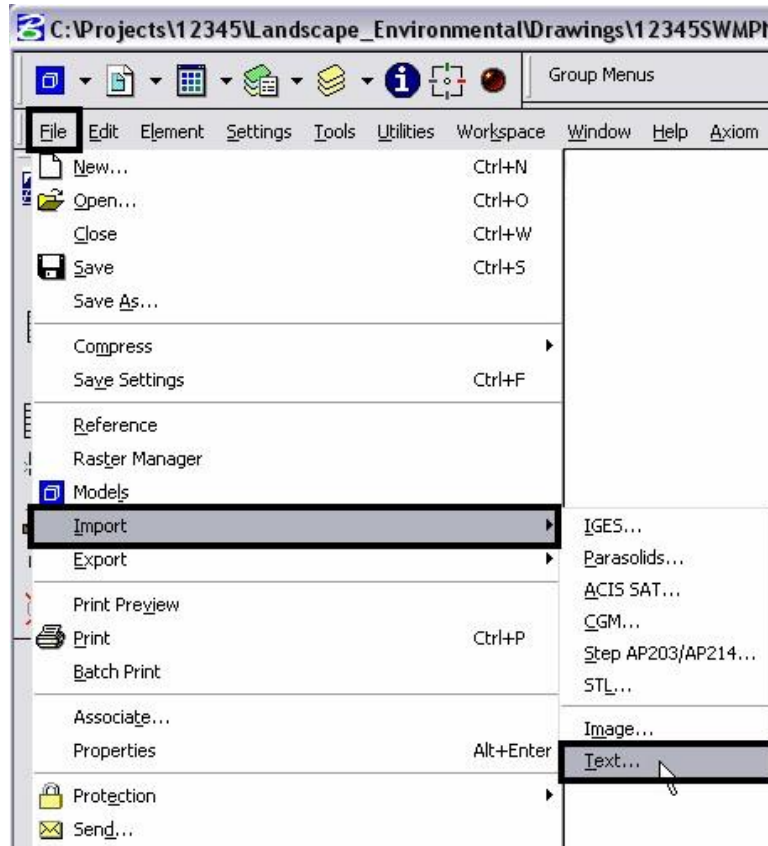 C:\Projects\12345\Landscape_Environmental\Drawings\12345SWMPN
Group Menus
File Edit Element Settings Tools Utilities Workspace Window Help Axiom
New... Ctrl+N
Open... Ctrl+O
Close Ctrl+W
Save Ctrl+S
Save As...
Compress
Save Settings Ctrl+F
Reference
Raster Manager
Models
Import
Export
Print Preview
Print Ctrl+P
Batch Print
Associate...
Properties Alt+Enter
Protection
Send...
IGES...
Parasolids...
ACIS SAT...
CGM...
Step AP203/AP214...
STL...
Image...
Text...